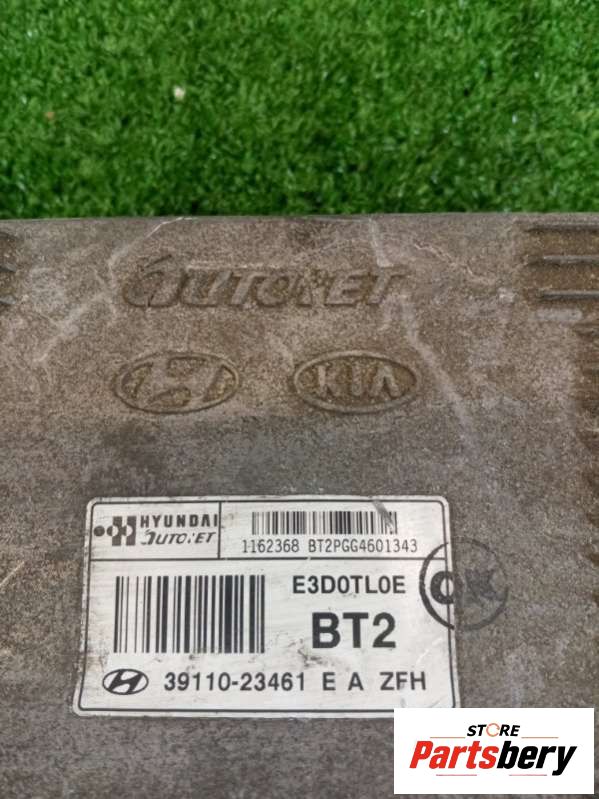 AUTONET
KIA
HYUNDAI
AUTONET
1162368 BT2PGG4601343
E3D0TL0E
OK
BT2
39110-23461 E A ZFH
STORE
Partsbery